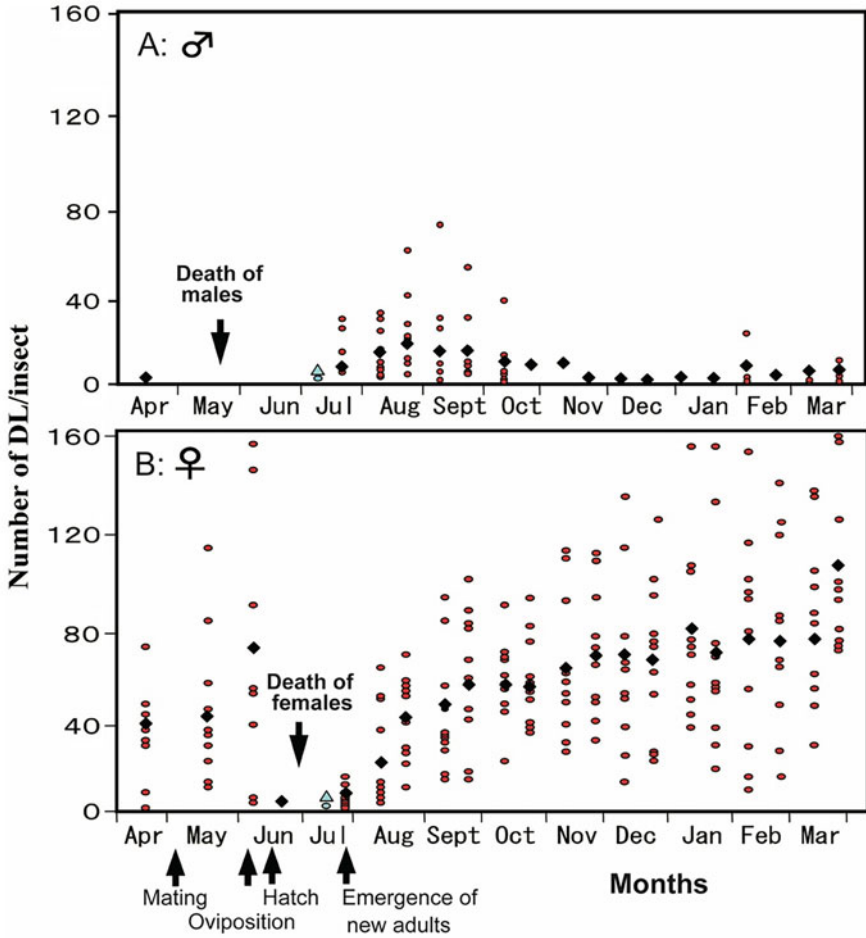 160
A: ♂
120
80
Death of
males
40
0
Apr May Jun Jul Aug Sept Oct Nov Dec Jan Feb Mar
Number of DL/insect
160
B: ♀
120
80
Death of
females
40
0
Apr May Jun Jul Aug Sept Oct Nov Dec Jan Feb Mar
Mating
Oviposition
Hatch
Emergence of
new adults
Months